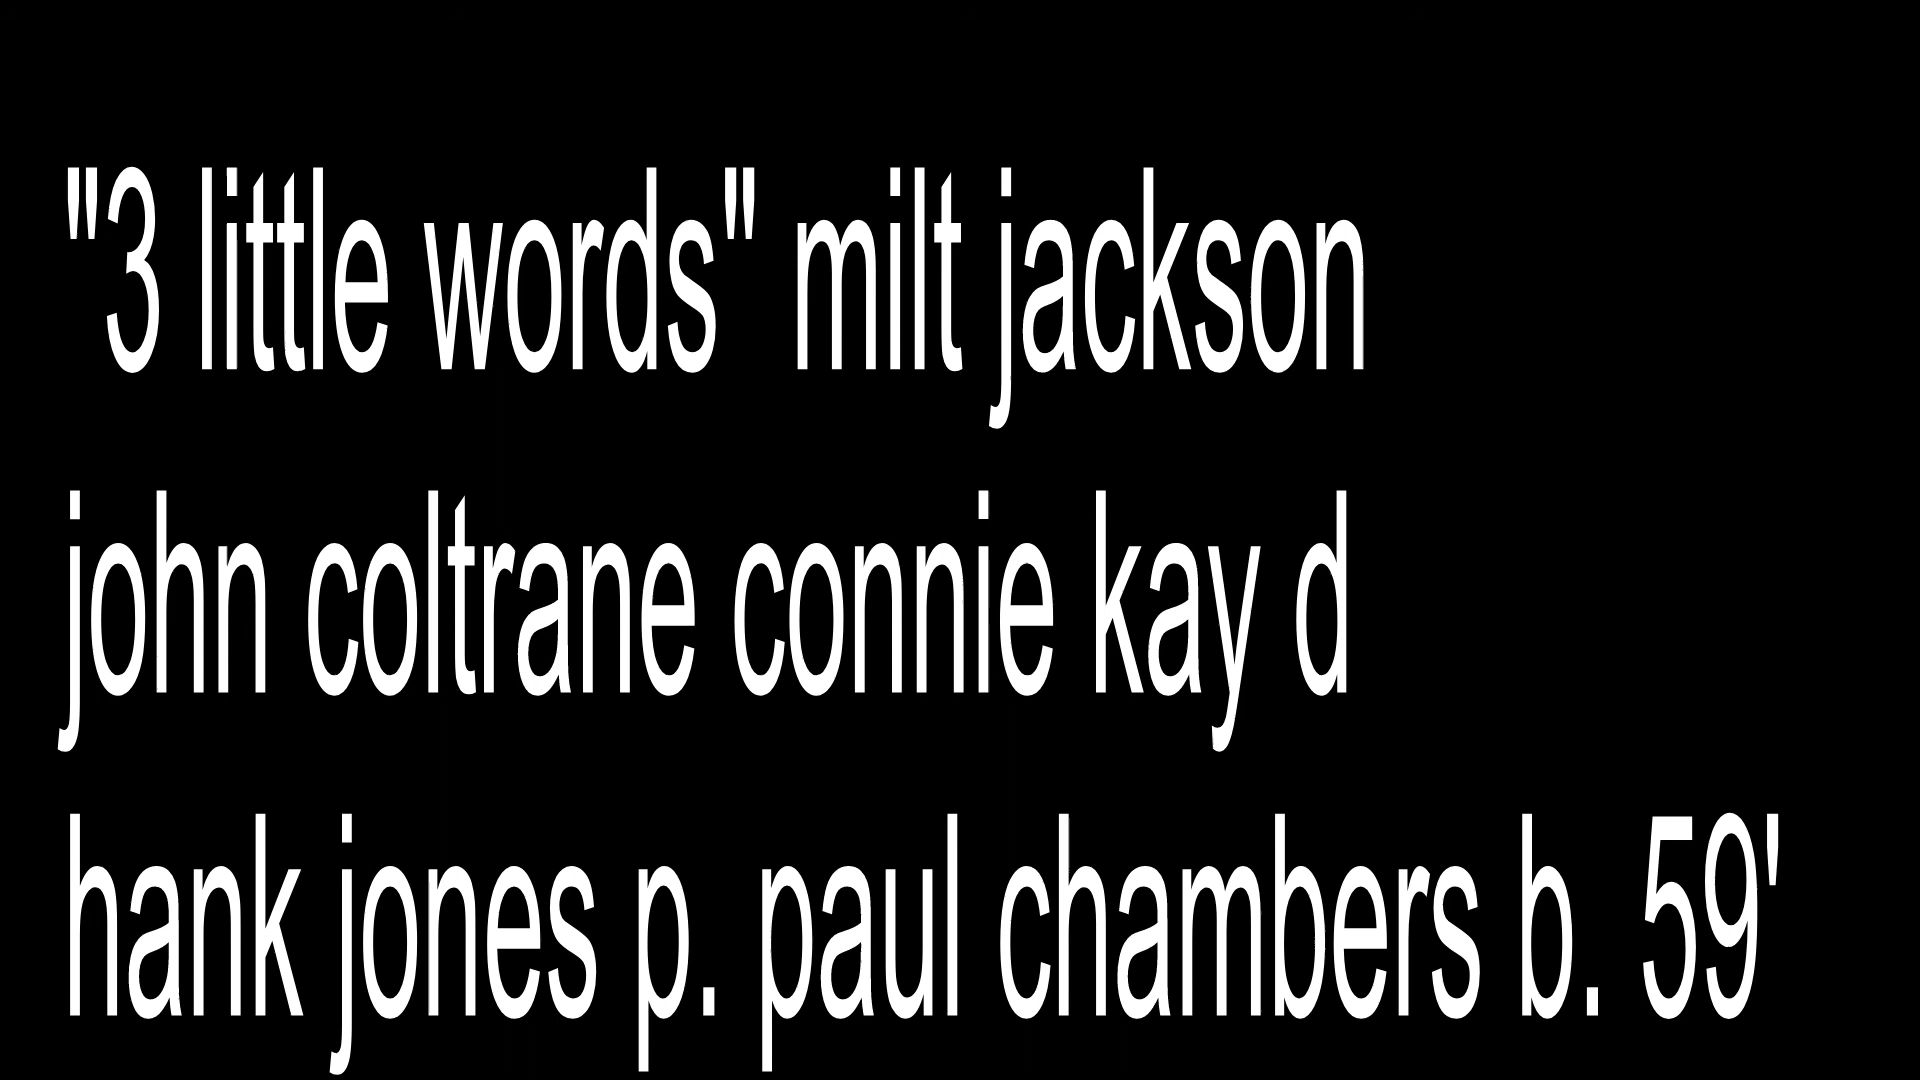 "3 little words" milt jackson
john coltrane connie kay d
hank jones p. paul chambers b. 59'